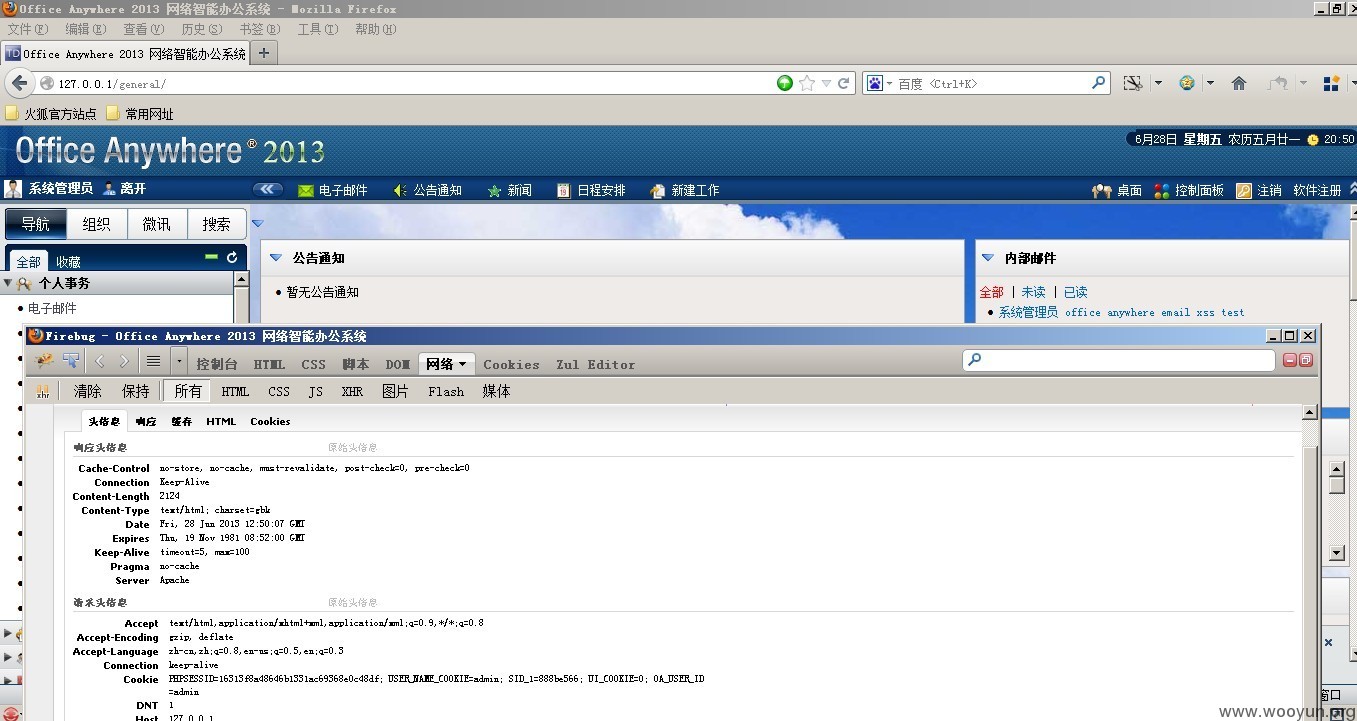 Office Anywhere 2013 网络智能办公系统 - Mozilla Firefox
文件(F) 编辑(E) 查看(V) 历史(S) 书签(B) 工具(T) 帮助(H)
TD Office Anywhere 2013 网络智能办公系统 +
127.0.0.1/general/ 百度 <Ctrl+K>
火狐官方站点 常用网址
Office Anywhere ® 2013 6月28日 星期五 农历五月廿一 20:50
系统管理员 离开 电子邮件 公告通知 新闻 日程安排 新建工作 桌面 控制面板 注销 软件注册
导航 组织 微讯 搜索
全部 收藏
公告通知 内部邮件
个人事务
• 暂无公告通知 全部 | 未读 | 已读
• 电子邮件
• 系统管理员 office anywhere email xss test
Firebug - Office Anywhere 2013 网络智能办公系统
控制台 HTML CSS 脚本 DOM 网络 Cookies Zul Editor
xhr 清除 保持 所有 HTML CSS JS XHR 图片 Flash 媒体
头信息 响应 缓存 HTML Cookies
响应头信息 原始头信息
Cache-Control no-store, no-cache, must-revalidate, post-check=0, pre-check=0
Connection Keep-Alive
Content-Length 2124
Content-Type text/html; charset=gbk
Date Fri, 28 Jun 2013 12:50:07 GMT
Expires Thu, 19 Nov 1981 08:52:00 GMT
Keep-Alive timeout=5, max=100
Pragma no-cache
Server Apache
请求头信息 原始头信息
Accept text/html,application/xhtml+xml,application/xml;q=0.9,*/*;q=0.8
Accept-Encoding gzip, deflate
Accept-Language zh-cn,zh;q=0.8,en-us;q=0.5,en;q=0.3
Connection keep-alive
Cookie PHPSESSID=16313f8a48646b1331ac69368e0c48df; USER_NAME_COOKIE=admin; SID_1=888be566; UI_COOKIE=0; OA_USER_ID
=admin
DNT 1
Host 127.0.0.1
窗口
www.wooyun.org